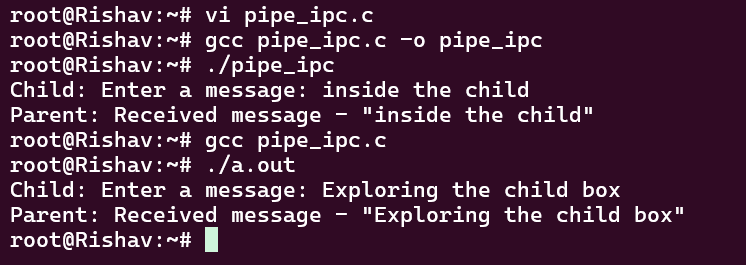 root@Rishav:~# vi pipe_ipc.c
root@Rishav:~# gcc pipe_ipc.c -o pipe_ipc
root@Rishav:~# ./pipe_ipc
Child: Enter a message: inside the child
Parent: Received message - "inside the child"
root@Rishav:~# gcc pipe_ipc.c
root@Rishav:~# ./a.out
Child: Enter a message: Exploring the child box
Parent: Received message - "Exploring the child box"
root@Rishav:~#